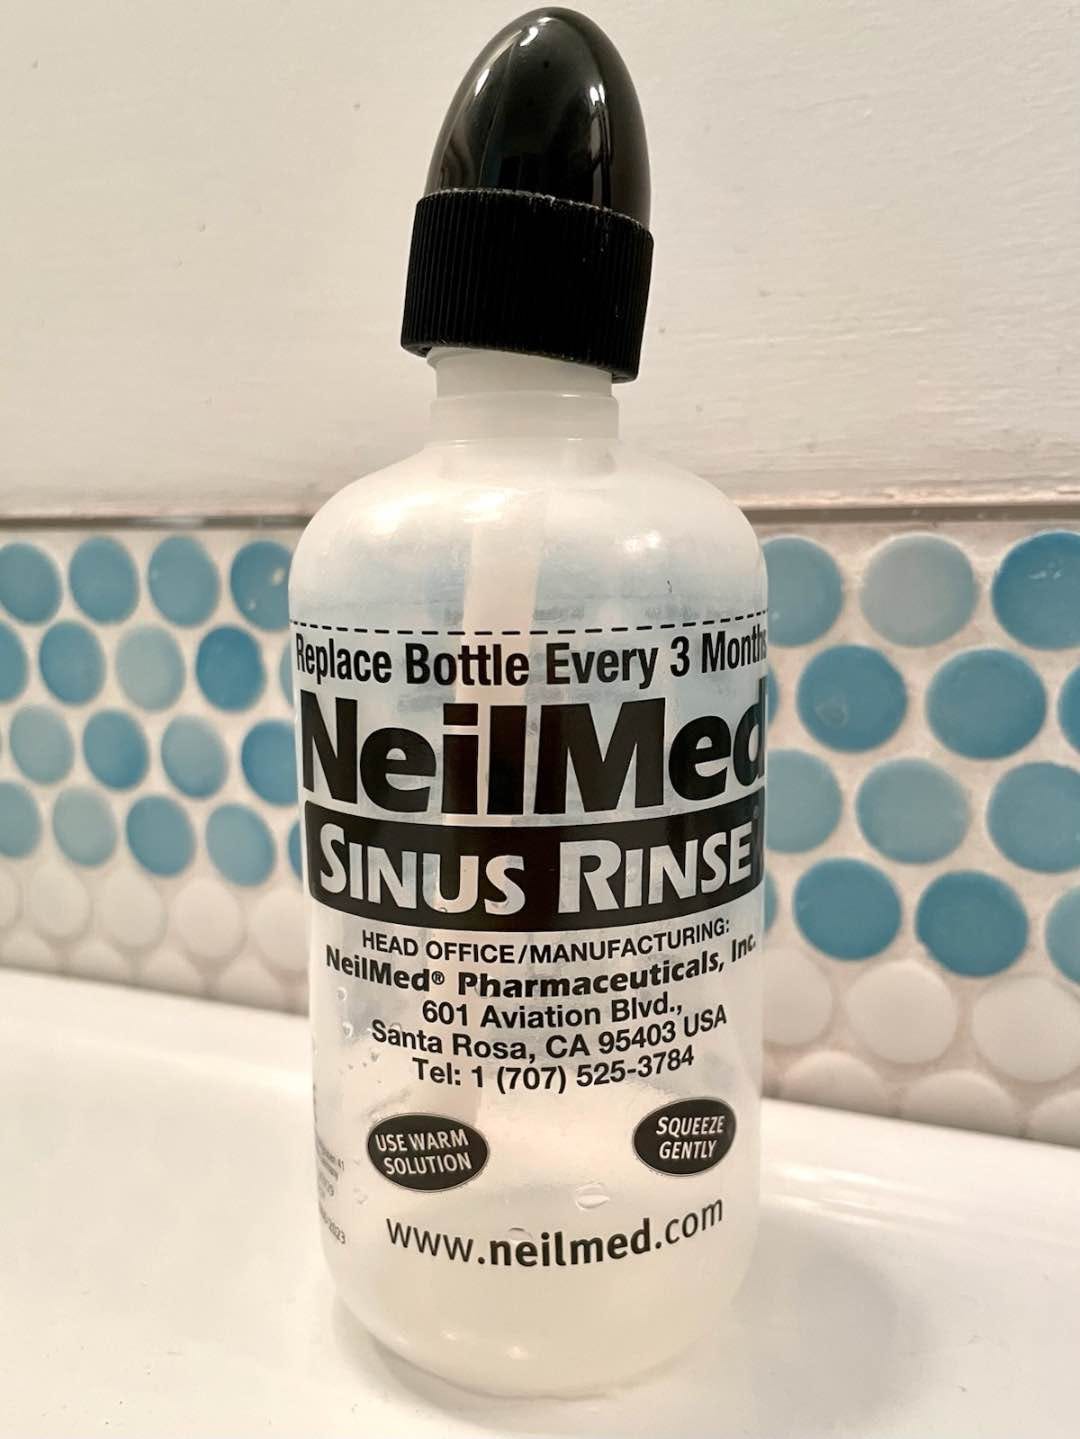 Replace Bottle Every 3 Months
NeilMed
SINUS RINSE
HEAD OFFICE/MANUFACTURING:
NeilMed® Pharmaceuticals, Inc.
601 Aviation Blvd.,
Santa Rosa, CA 95403 USA
Tel: 1 (707) 525-3784
USE WARM
SOLUTION
SQUEEZE
GENTLY
www.neilmed.com